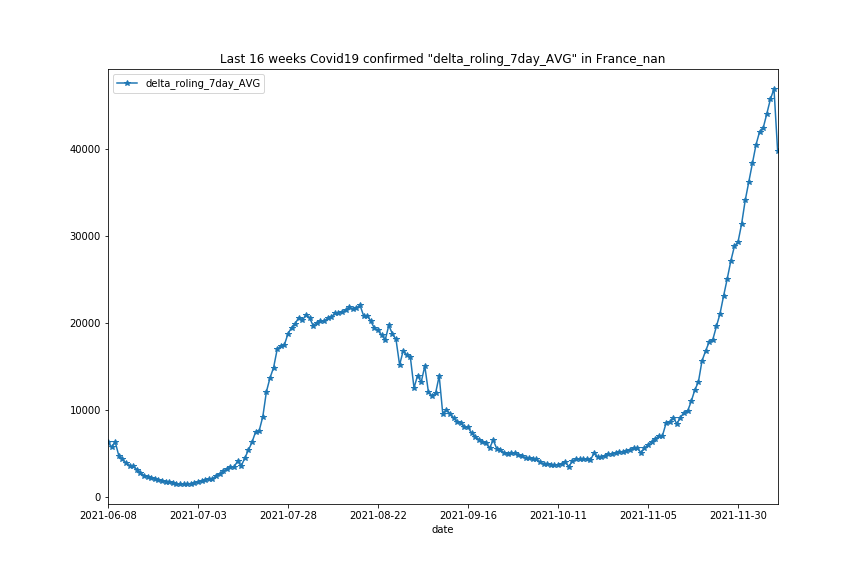 Last 16 weeks Covid19 confirmed "delta_roling_7day_AVG" in France_nan
delta_roling_7day_AVG
40000
30000
20000
10000
0
2021-06-08 2021-07-03 2021-07-28 2021-08-22 2021-09-16 2021-10-11 2021-11-05 2021-11-30
date